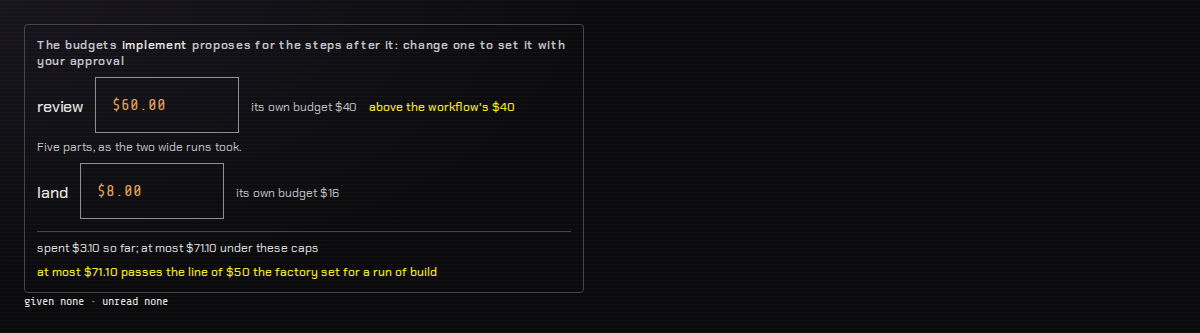 The budgets Implement proposes for the steps after it: change one to set it with
your approval
review $60.00 its own budget $40 above the workflow's $40
Five parts, as the two wide runs took.
land $8.00 its own budget $16
spent $3.10 so far; at most $71.10 under these caps
at most $71.10 passes the line of $50 the factory set for a run of build
given none · unread none